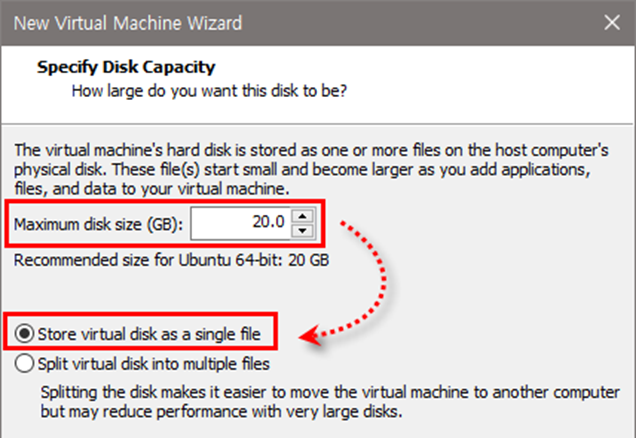 New Virtual Machine Wizard
Specify Disk Capacity
How large do you want this disk to be?
The virtual machine's hard disk is stored as one or more files on the host computer's
physical disk. These file(s) start small and become larger as you add applications,
files, and data to your virtual machine.
Maximum disk size (GB): 20.0
Recommended size for Ubuntu 64-bit: 20 GB
Store virtual disk as a single file
Split virtual disk into multiple files
Splitting the disk makes it easier to move the virtual machine to another computer
but may reduce performance with very large disks.